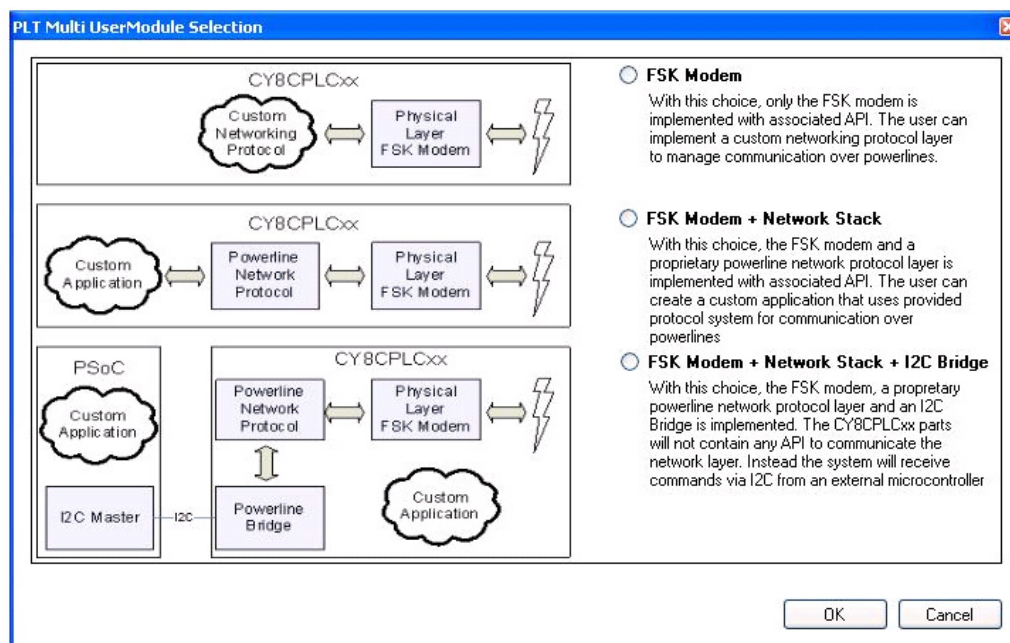 PLT Multi UserModule Selection
CY8CPLCxx
Custom
Networking
Protocol
Physical
Layer
FSK Modem
FSK Modem
With this choice, only the FSK modem is
implemented with associated API. The user can
implement a custom networking protocol layer
to manage communication over powerlines.
CY8CPLCxx
Custom
Application
Powerline
Network
Protocol
Physical
Layer
FSK Modem
FSK Modem + Network Stack
With this choice, the FSK modem and a
proprietary powerline network protocol layer is
implemented with associated API. The user can
create a custom application that uses provided
protocol system for communication over
powerlines
PSoC
Custom
Application
I2C Master
I2C
CY8CPLCxx
Powerline
Network
Protocol
Physical
Layer
FSK Modem
Powerline
Bridge
Custom
Application
FSK Modem + Network Stack + I2C Bridge
With this choice, the FSK modem, a propretary
powerline network protocol layer and an I2C
Bridge is implemented. The CY8CPLCxx parts
will not contain any API to communicate the
network layer. Instead the system will receive
commands via I2C from an external microcontroller
OK
Cancel